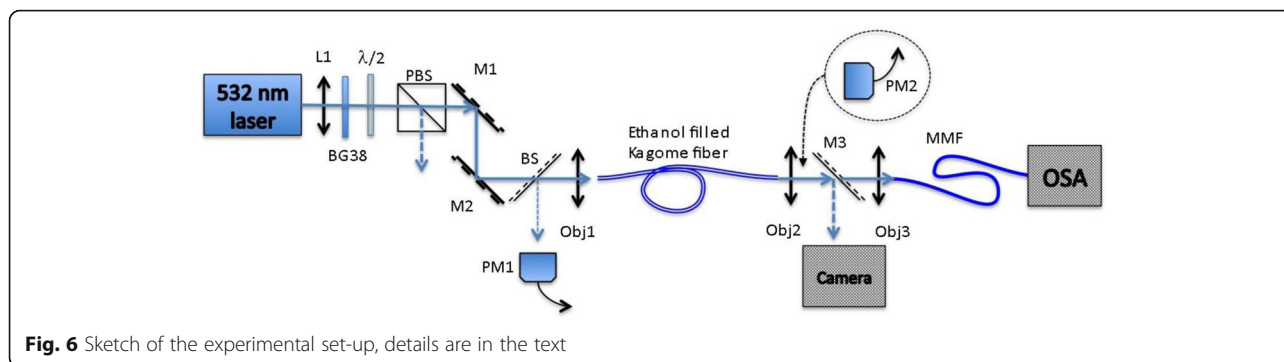 532 nm
laser
L1
BG38
λ/2
PBS
M1
M2
BS
PM1
Obj1
Ethanol filled
Kagome fiber
Obj2
M3
PM2
Obj3
Camera
MMF
OSA
Fig. 6 Sketch of the experimental set-up, details are in the text